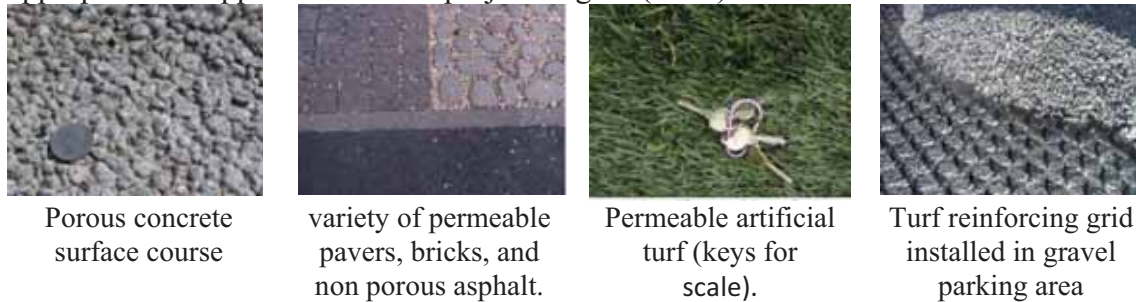 Porous concrete
surface course
variety of permeable
pavers, bricks, and
non porous asphalt.
Permeable artificial
turf (keys for
scale).
Turf reinforcing grid
installed in gravel
parking area